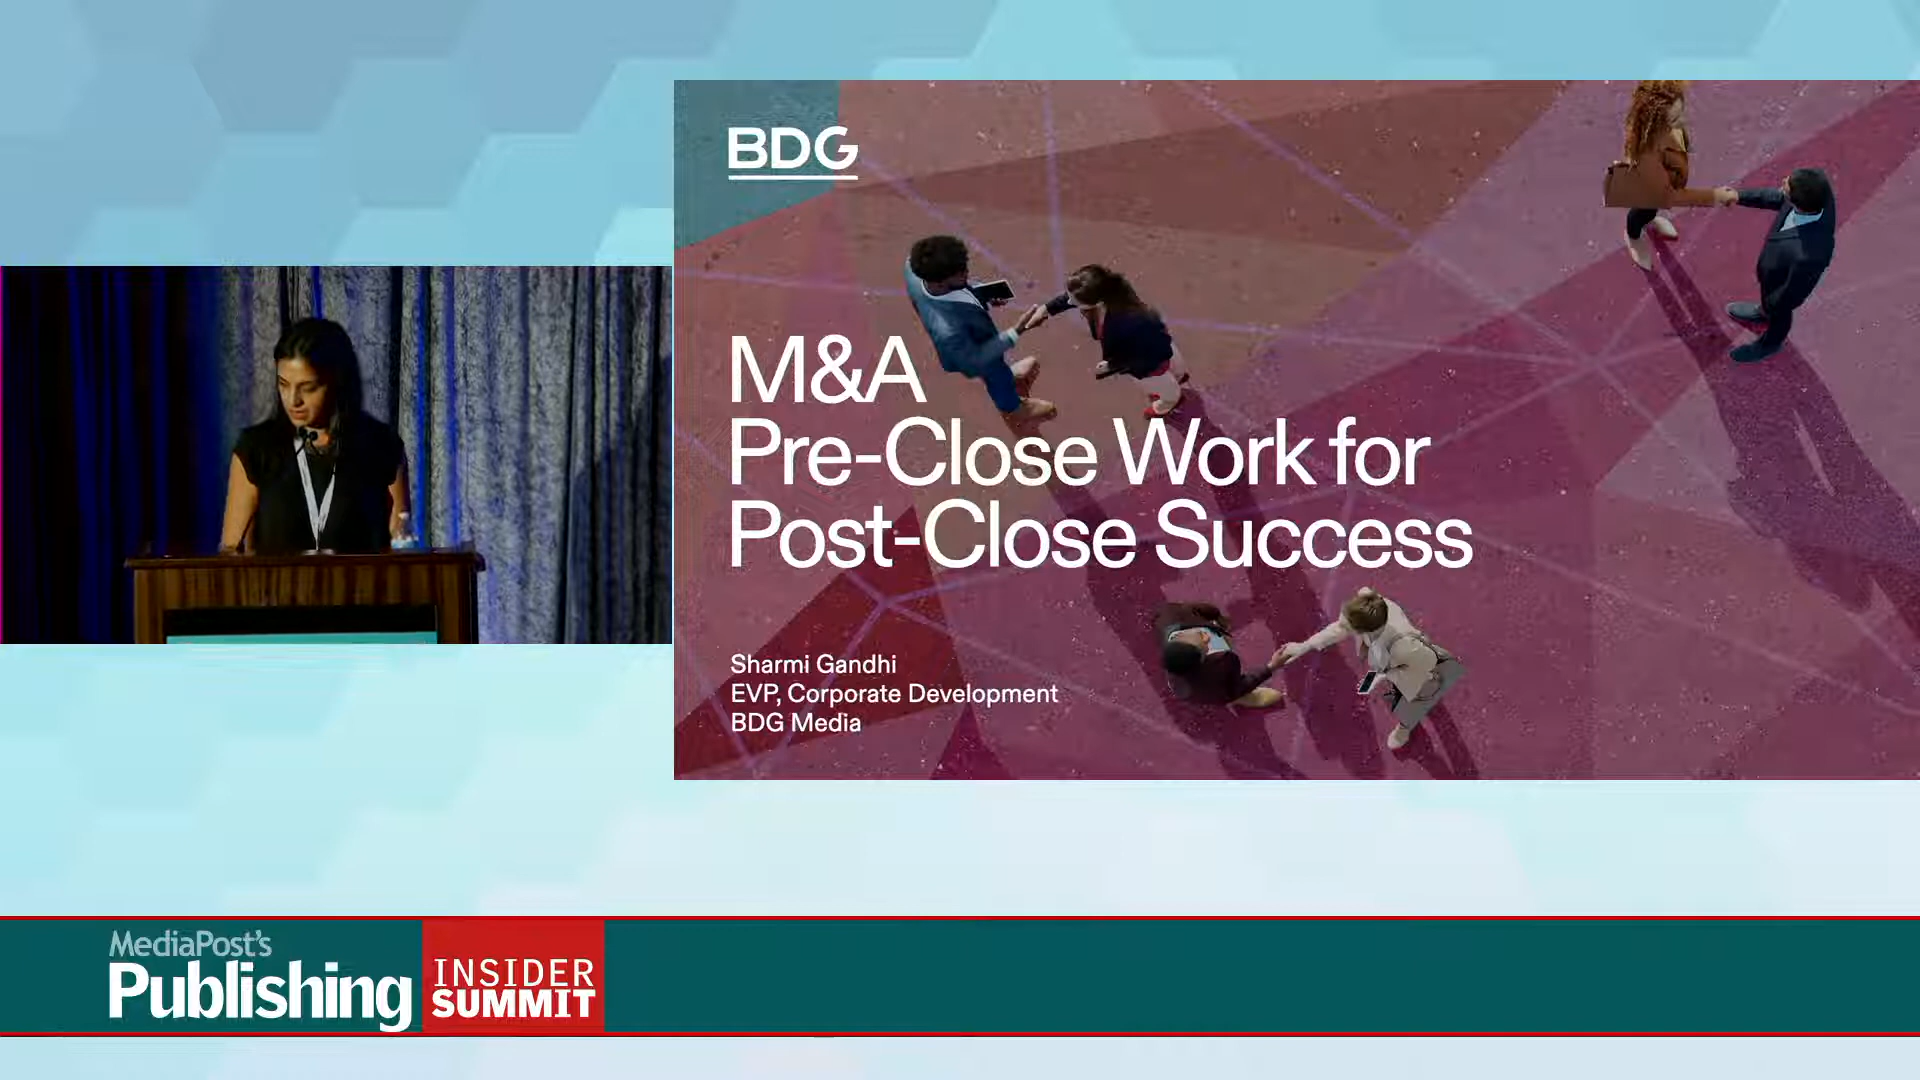 BDG
M&A
Pre-Close Work for
Post-Close Success
Sharmi Gandhi
EVP, Corporate Development
BDG Media
MediaPost's
Publishing
INSIDER
SUMMIT